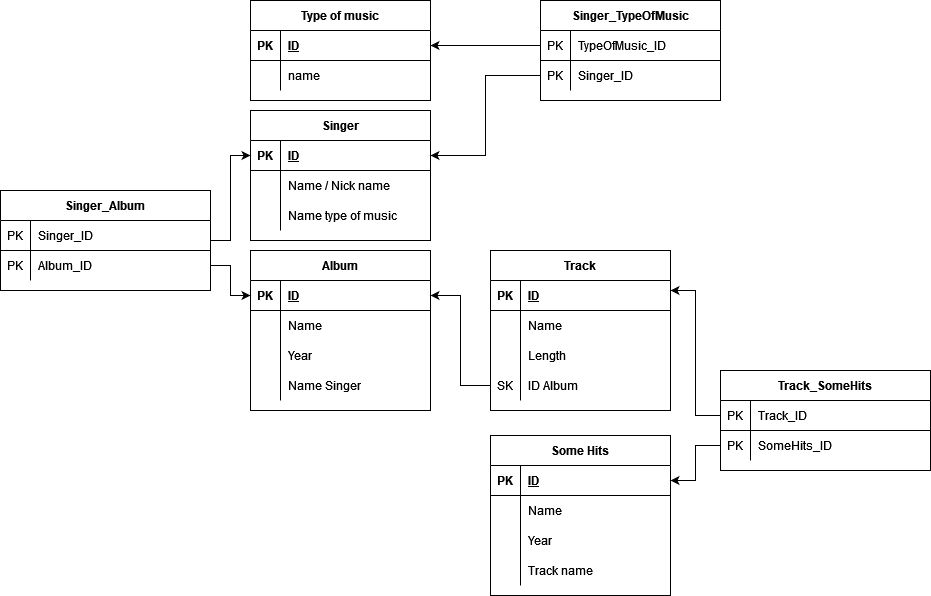 Type of music
PK ID
name
Singer_TypeOfMusic
PK TypeOfMusic_ID
PK Singer_ID
Singer
PK ID
Name / Nick name
Name type of music
Singer_Album
PK Singer_ID
PK Album_ID
Album
PK ID
Name
Year
Name Singer
Track
PK ID
Name
Length
SK ID Album
Track_SomeHits
PK Track_ID
PK SomeHits_ID
Some Hits
PK ID
Name
Year
Track name